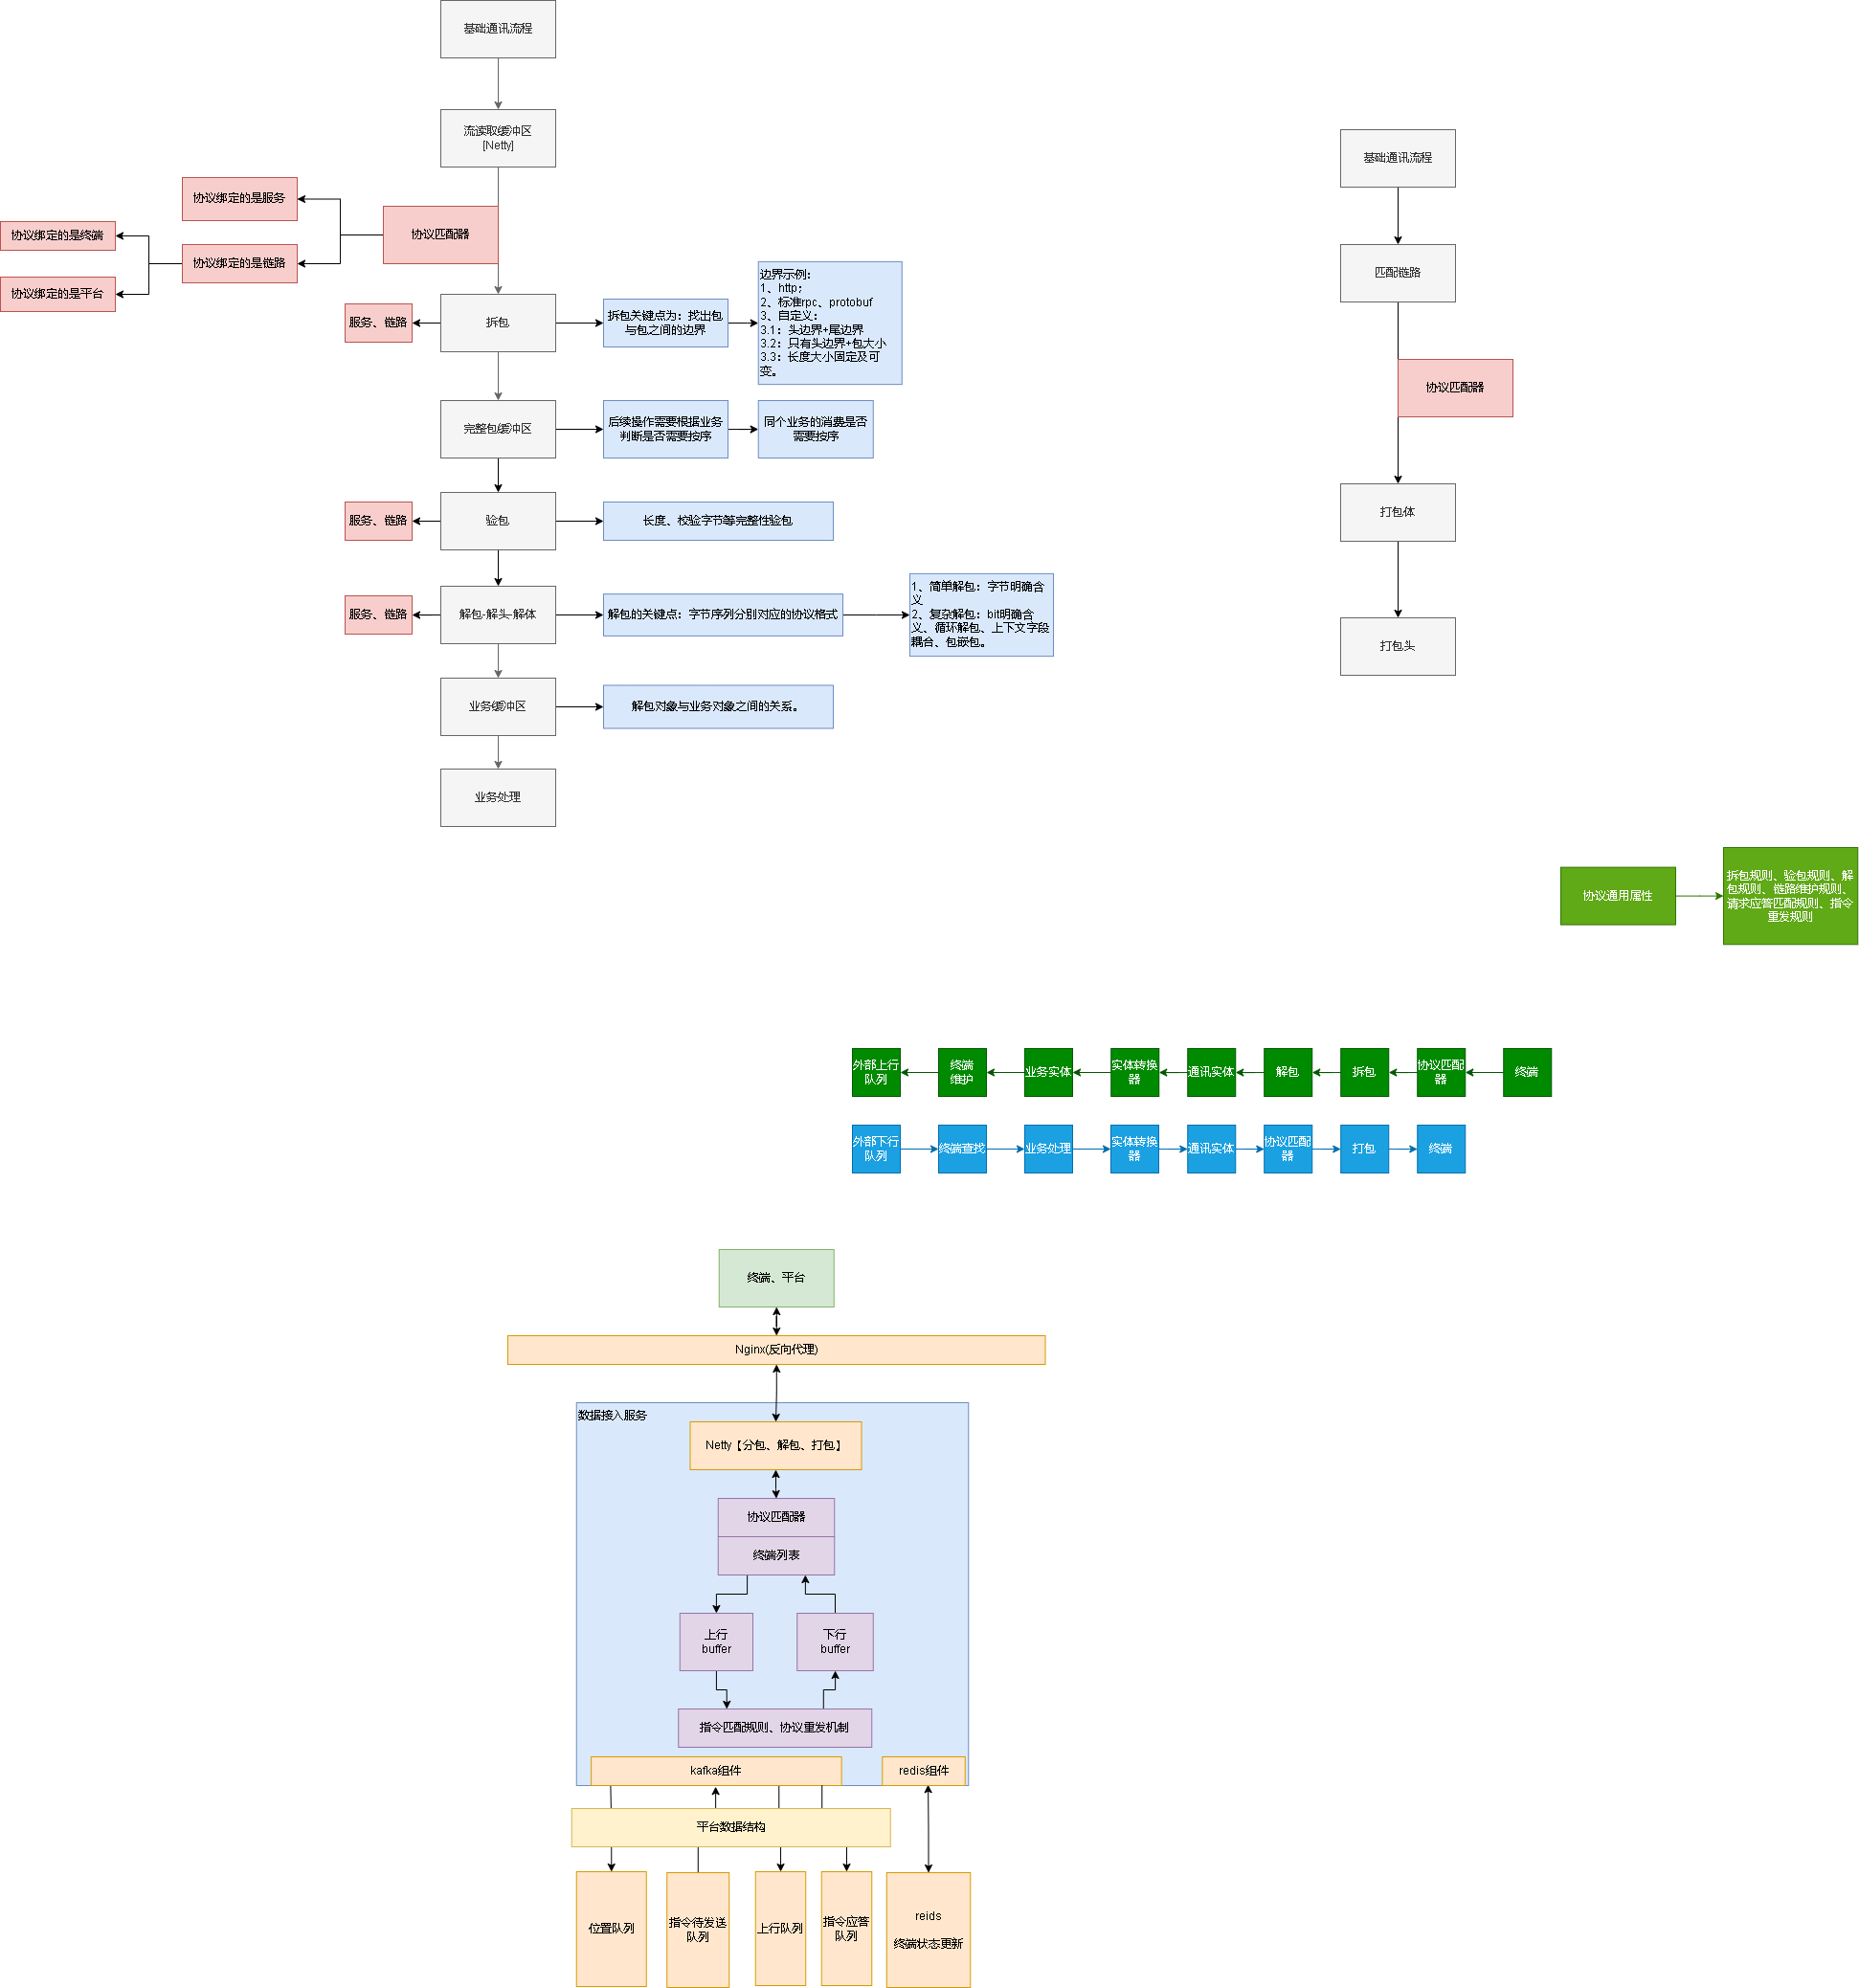 基础通讯流程
流读取缓冲区
[Netty]
协议匹配器
协议绑定的是服务
协议绑定的是链路
协议绑定的是终端
协议绑定的是平台
服务、链路
拆包
拆包关键点为：找出包
与包之间的边界
边界示例：
1、http；
2、标准rpc、protobuf
3、自定义：
3.1：头边界+尾边界
3.2：只有头边界+包大小
3.3：长度大小固定及可
变。
完整包缓冲区
后续操作需要根据业务
判断是否需要按序
同个业务的消费是否
需要按序
服务、链路
验包
长度、校验字节等完整性验包
服务、链路
解包-解头-解体
解包的关键点：字节序列分别对应的协议格式
1、简单解包：字节明确含
义
2、复杂解包：bit明确含
义、循环解包、上下文字段
耦合、包嵌包。
业务缓冲区
解包对象与业务对象之间的关系。
业务处理
基础通讯流程
匹配链路
协议匹配器
打包体
打包头
协议通用属性
拆包规则、验包规则、解
包规则、链路维护规则、
请求应答匹配规则、指令
重发规则
外部上行
队列
终端
维护
业务实体
实体转换
器
通讯实体
解包
拆包
协议匹配
器
终端
外部下行
队列
终端查找
业务处理
实体转换
器
通讯实体
协议匹配
器
打包
终端
终端、平台
Nginx(反向代理)
数据接入服务
Netty【分包、解包、打包】
协议匹配器
终端列表
上行
buffer
下行
buffer
指令匹配规则、协议重发机制
kafka组件
redis组件
平台数据结构
位置队列
指令待发送
队列
上行队列
指令应答
队列
reids
终端状态更新